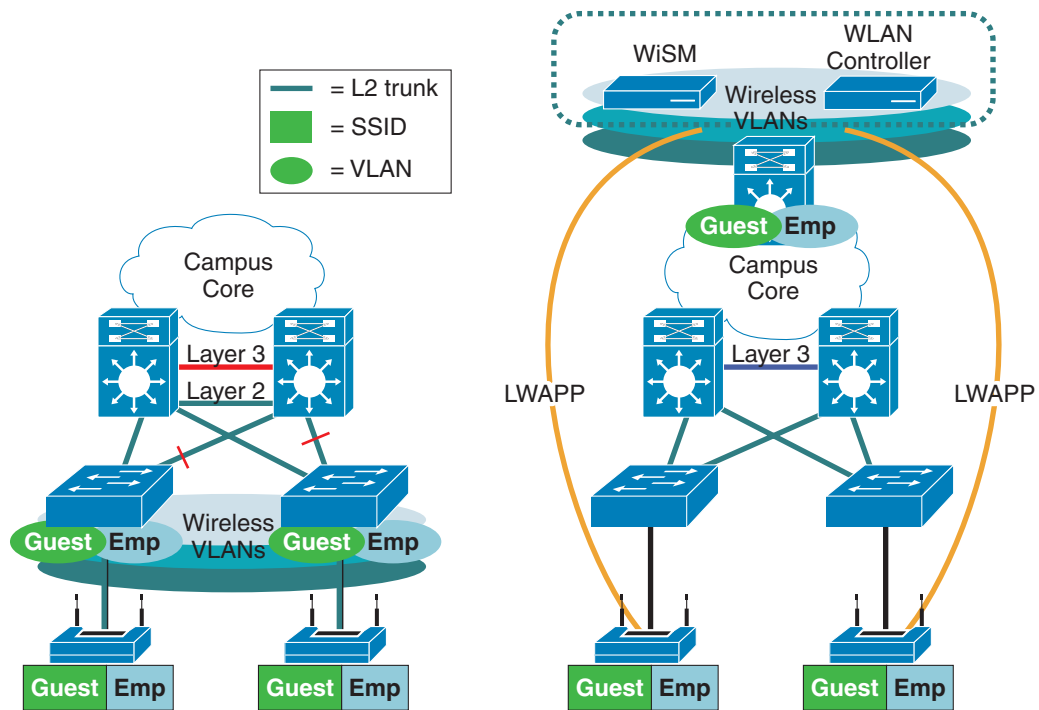 = L2 trunk
= SSID
= VLAN
Campus
Core
Layer 3
Layer 2
Wireless
VLANs
Guest
Emp
Guest
Emp
Guest
Emp
Guest
Emp
WiSM
WLAN
Controller
Wireless
VLANs
Guest
Emp
Campus
Core
Layer 3
LWAPP
LWAPP
Guest
Emp
Guest
Emp